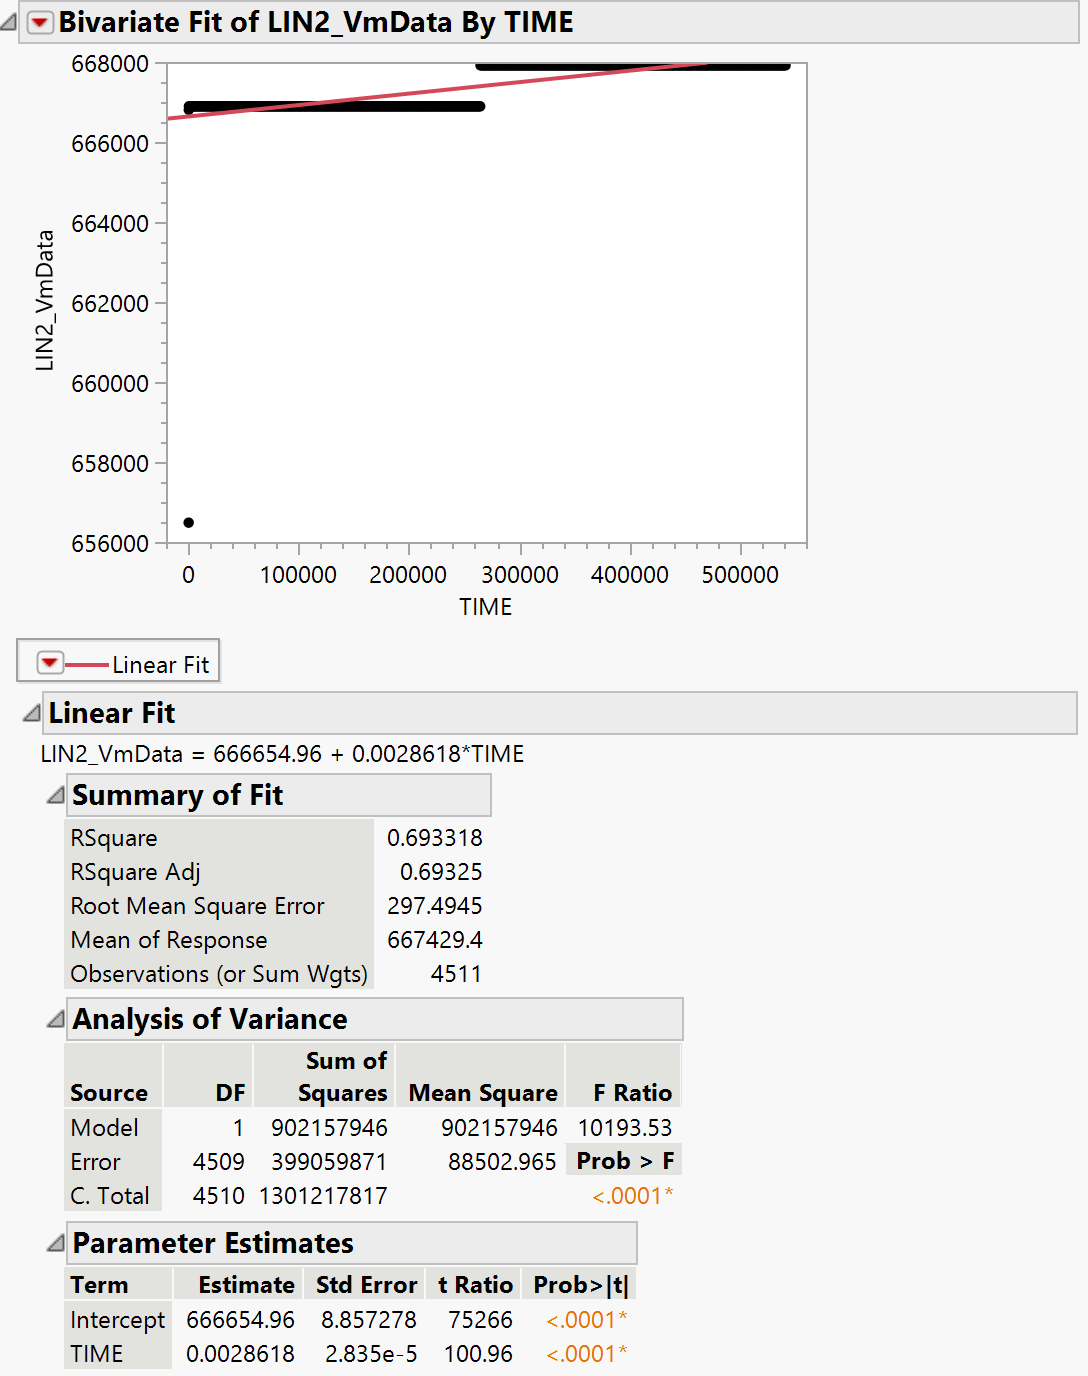 Bivariate Fit of LIN2_VmData By TIME
668000
666000
664000
662000
660000
658000
656000
LIN2_VmData
0 100000 200000 300000 400000 500000
TIME
Linear Fit
Linear Fit
LIN2_VmData = 666654.96 + 0.0028618*TIME
Summary of Fit
RSquare 0.693318
RSquare Adj 0.69325
Root Mean Square Error 297.4945
Mean of Response 667429.4
Observations (or Sum Wgts) 4511
Analysis of Variance
Sum of
Source DF Squares Mean Square F Ratio
Model 1 902157946 902157946 10193.53
Error 4509 399059871 88502.965 Prob > F
C. Total 4510 1301217817 <.0001*
Parameter Estimates
Term Estimate Std Error t Ratio Prob>|t|
Intercept 666654.96 8.857278 75266 <.0001*
TIME 0.0028618 2.835e-5 100.96 <.0001*